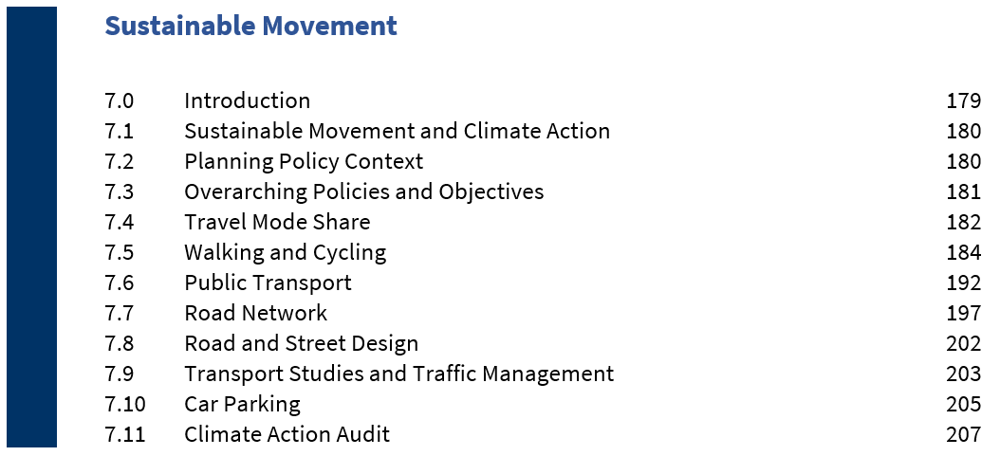 Sustainable Movement
7.0 Introduction 179
7.1 Sustainable Movement and Climate Action 180
7.2 Planning Policy Context 180
7.3 Overarching Policies and Objectives 181
7.4 Travel Mode Share 182
7.5 Walking and Cycling 184
7.6 Public Transport 192
7.7 Road Network 197
7.8 Road and Street Design 202
7.9 Transport Studies and Traffic Management 203
7.10 Car Parking 205
7.11 Climate Action Audit 207